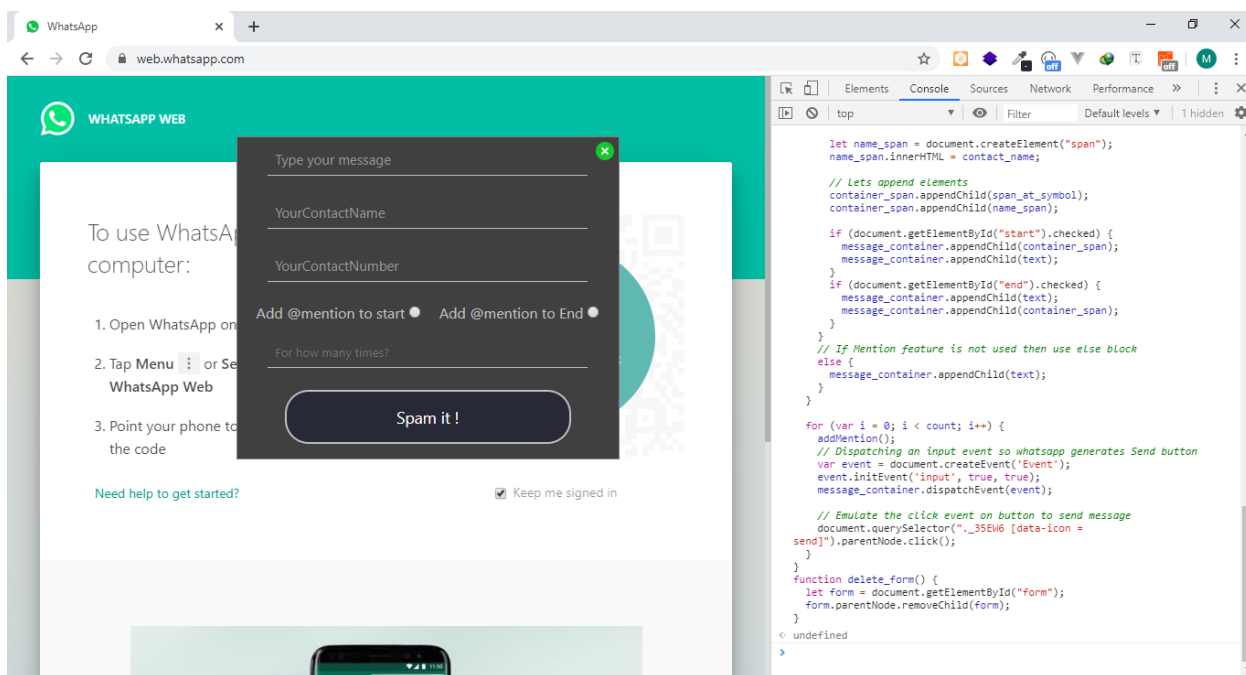 WhatsApp
web.whatsapp.com
off
off
M
WHATSAPP WEB
To use WhatsA
computer:
1. Open WhatsApp on
2. Tap Menu or Se
WhatsApp Web
3. Point your phone to
the code
Need help to get started?
Keep me signed in
Type your message
YourContactName
YourContactNumber
Add @mention to start Add @mention to End
For how many times?
Spam it !
11:00
Elements Console Sources Network Performance »
top Filter Default levels ▼ 1 hidden
let name_span = document.createElement("span");
name_span.innerHTML = contact_name;
// Lets append elements
container_span.appendChild(span_at_symbol);
container_span.appendChild(name_span);
if (document.getElementById("start").checked) {
message_container.appendChild(container_span);
message_container.appendChild(text);
}
if (document.getElementById("end").checked) {
message_container.appendChild(text);
message_container.appendChild(container_span);
}
}
// If Mention feature is not used then use else block
else {
message_container.appendChild(text);
}
}
for (var i = 0; i < count; i++) {
addMention();
// Dispatching an input event so whatsapp generates Send button
var event = document.createEvent('Event');
event.initEvent('input', true, true);
message_container.dispatchEvent(event);
// Emulate the click event on button to send message
document.querySelector("._35EW6 [data-icon =
send]").parentNode.click();
}
}
function delete_form() {
let form = document.getElementById("form");
form.parentNode.removeChild(form);
}
undefined